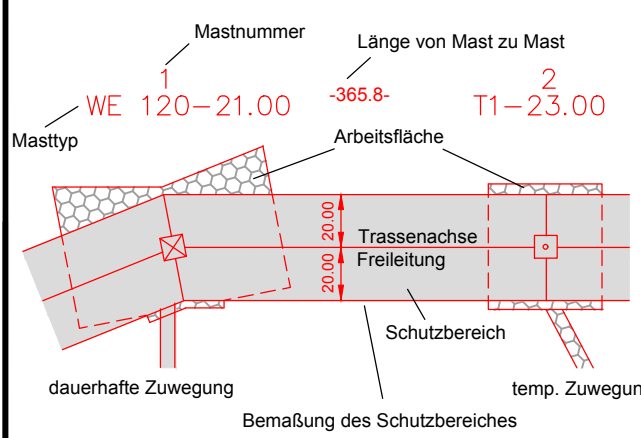 Mastnummer
Länge von Mast zu Mast
1
WE 120-21.00
-365.8-
2
T1-23.00
Masttyp
Arbeitsfläche
20.00
Trassenachse
Freileitung
20.00
Schutzbereich
dauerhafte Zuwegung
temp. Zuwegun
Bemaßung des Schutzbereiches